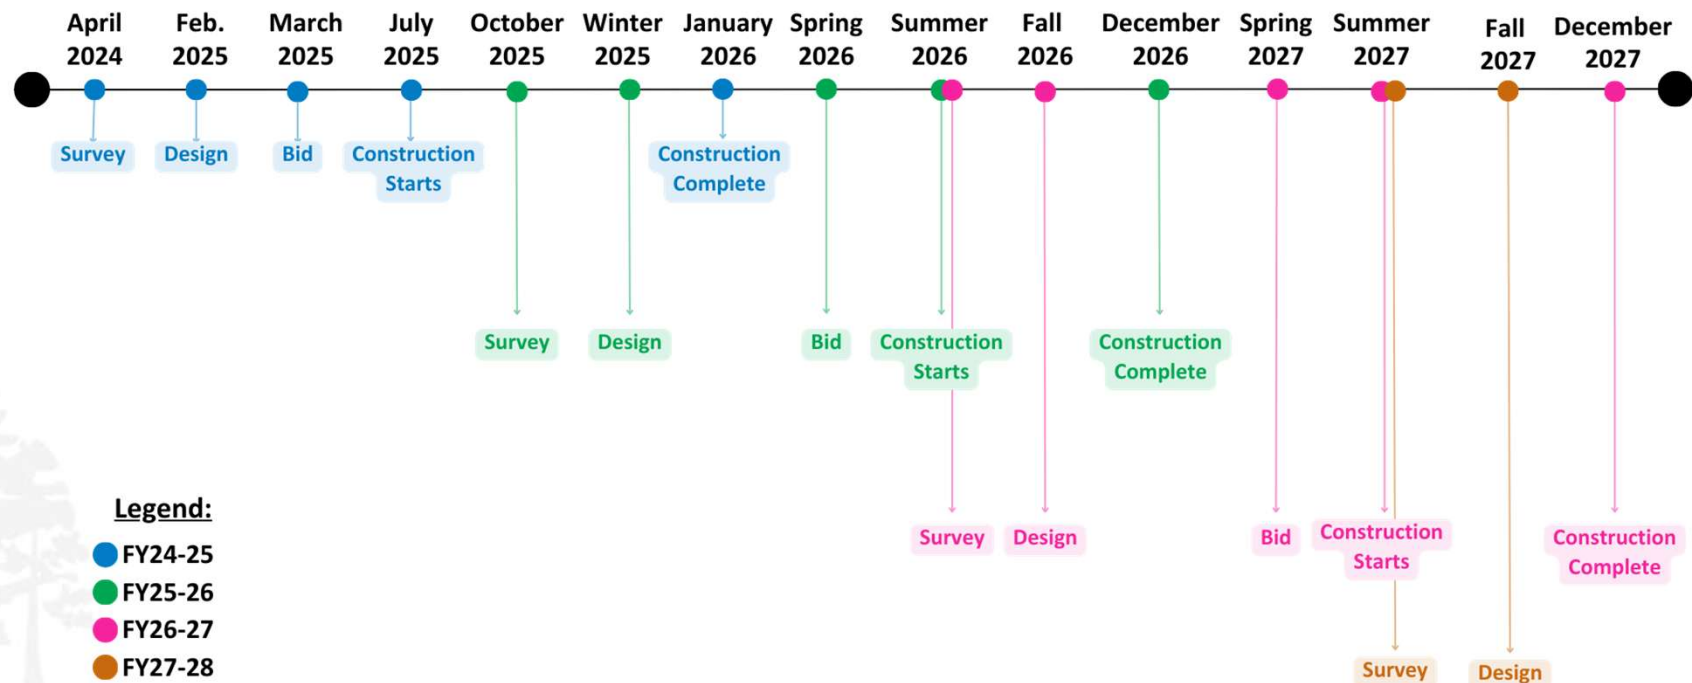 April
2024
Feb.
2025
March
2025
July
2025
October
2025
Winter
2025
January
2026
Spring
2026
Summer
2026
Fall
2026
December
2026
Spring
2027
Summer
2027
Fall
2027
December
2027
Survey
Design
Bid
Construction
Starts
Construction
Complete
Survey
Design
Bid
Construction
Starts
Construction
Complete
Survey
Design
Bid
Construction
Starts
Construction
Complete
Survey
Design
Legend:
FY24-25
FY25-26
FY26-27
FY27-28